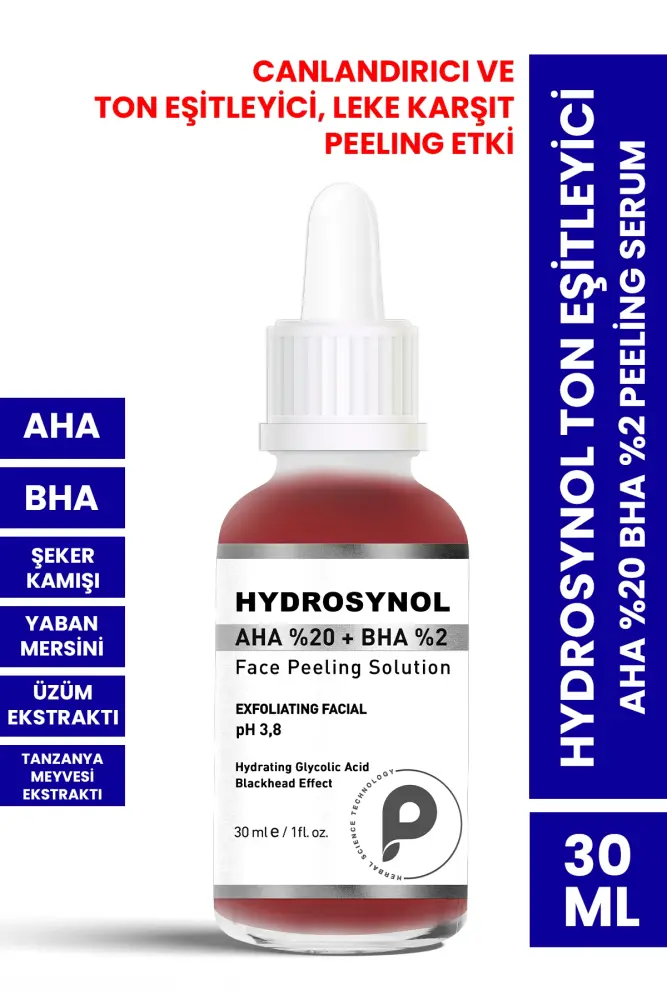 CANLANDIRICI VE
TON EŞİTLEYİCİ, LEKE KARŞIT
PEELING ETKİ
HYDROSYNOL TON EŞİTLEYİCİ
AHA %20 BHA %2 PEELİNG SERUM
30
ML
AHA
BHA
ŞEKER
KAMIŞI
YABAN
MERSİNİ
ÜZÜM
EKSTRAKTI
TANZANYA
MEYVESİ
EKSTRAKTI
HYDROSYNOL
AHA %20 + BHA %2
Face Peeling Solution
EXFOLIATING FACIAL
pH 3,8
Hydrating Glycolic Acid
Blackhead Effect
30 ml e / 1fl. oz.
HERBAL SCIENCE TECHNOLOGY
P